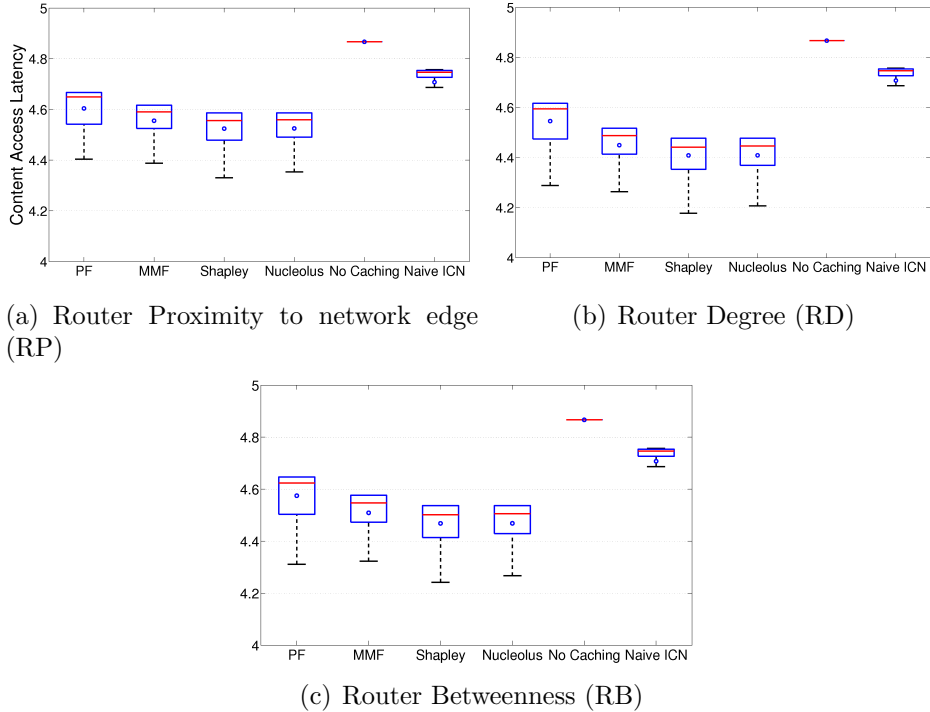 5
4.8
4.6
4.4
4.2
4
Content Access Latency
PF MMF Shapley Nucleolus No Caching Naive ICN
(a) Router Proximity to network edge
(RP)
5
4.8
4.6
4.4
4.2
4
PF MMF Shapley Nucleolus No Caching Naive ICN
(b) Router Degree (RD)
5
4.8
4.6
4.4
4.2
4
PF MMF Shapley Nucleolus No Caching Naive ICN
(c) Router Betweenness (RB)